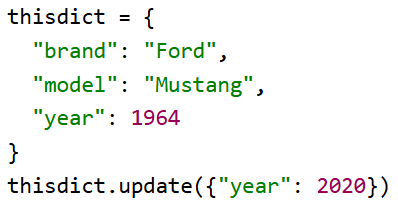 thisdict = {
  "brand": "Ford",
  "model": "Mustang",
  "year": 1964
}
thisdict.update({"year": 2020})